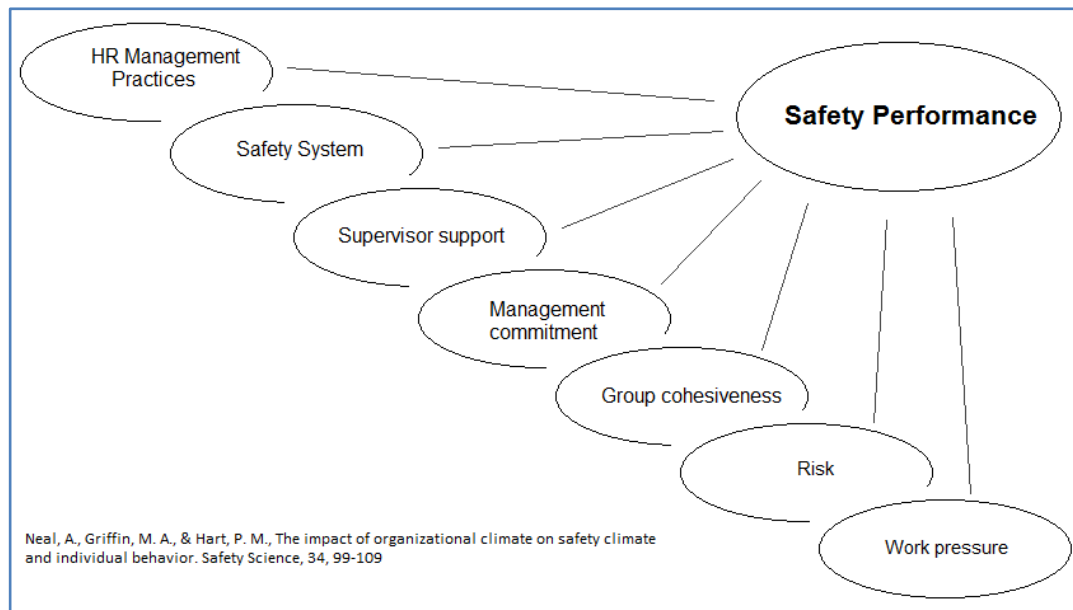 HR Management
Practices
Safety Performance
Safety System
Supervisor support
Management
commitment
Group cohesiveness
Risk
Work pressure
Neal, A., Griffin, M. A., & Hart, P. M., The impact of organizational climate on safety climate
and individual behavior. Safety Science, 34, 99-109